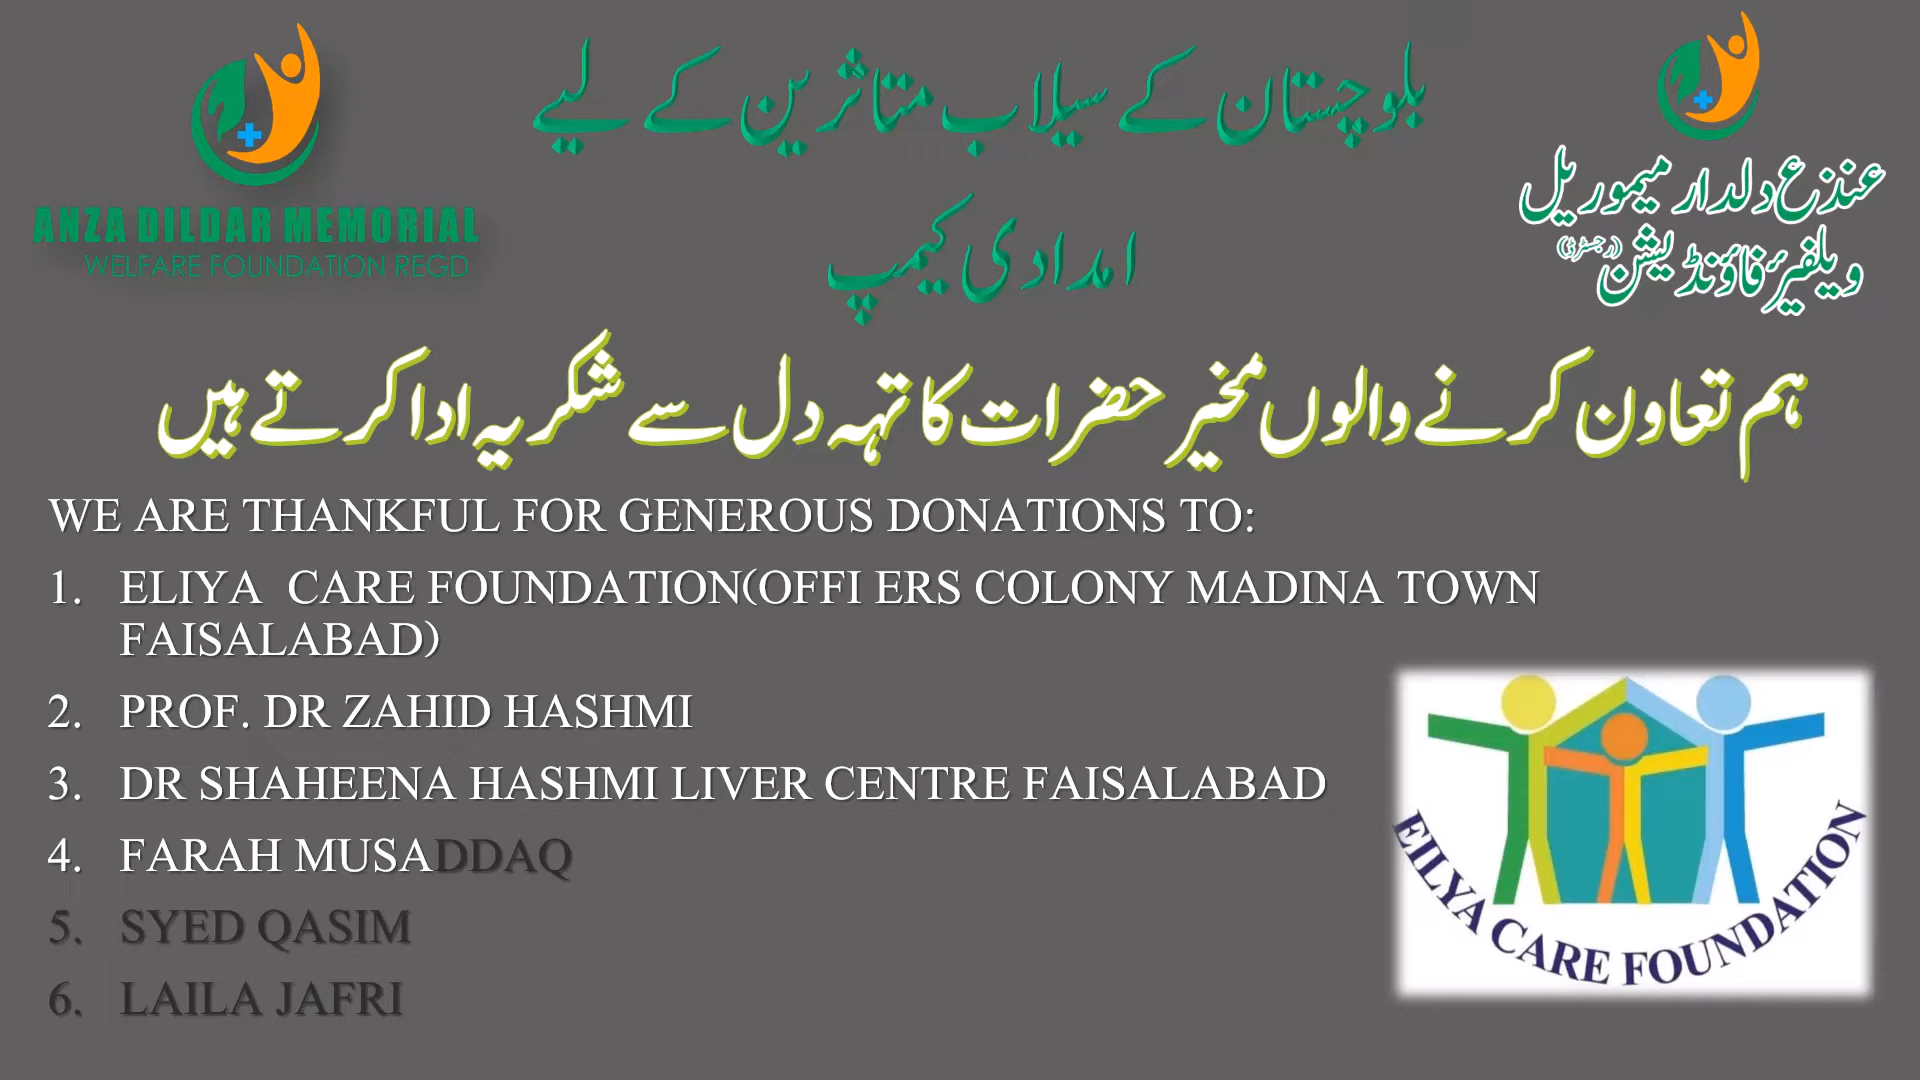 ANZA DILDAR MEMORIAL
WELFARE FOUNDATION REGD
بلوچستان کے سیلاب متاثرین کے لیے
امدادی کیمپ
عندزع دلدار میموریل
ویلفیئر فاؤنڈیشن (رجسٹرڈ)
ہم تعاون کرنے والوں مخیر حضرات کا تہہ دل سے شکریہ ادا کرتے ہیں
WE ARE THANKFUL FOR GENEROUS DONATIONS TO:
1. ELIYA CARE FOUNDATION(OFFI ERS COLONY MADINA TOWN
FAISALABAD)
2. PROF. DR ZAHID HASHMI
3. DR SHAHEENA HASHMI LIVER CENTRE FAISALABAD
4. FARAH MUSADDAQ
5. SYED QASIM
6. LAILA JAFRI
EILYA CARE FOUNDATION